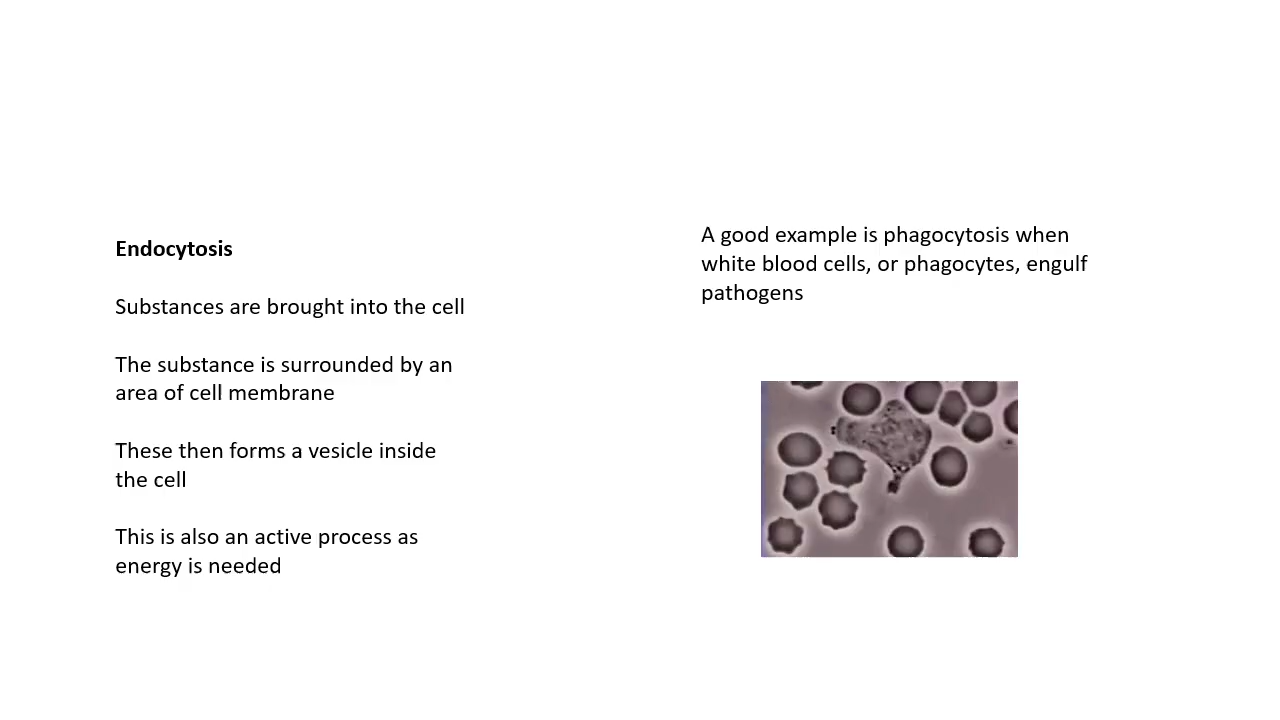 Endocytosis
Substances are brought into the cell
The substance is surrounded by an
area of cell membrane
These then forms a vesicle inside
the cell
This is also an active process as
energy is needed
A good example is phagocytosis when
white blood cells, or phagocytes, engulf
pathogens